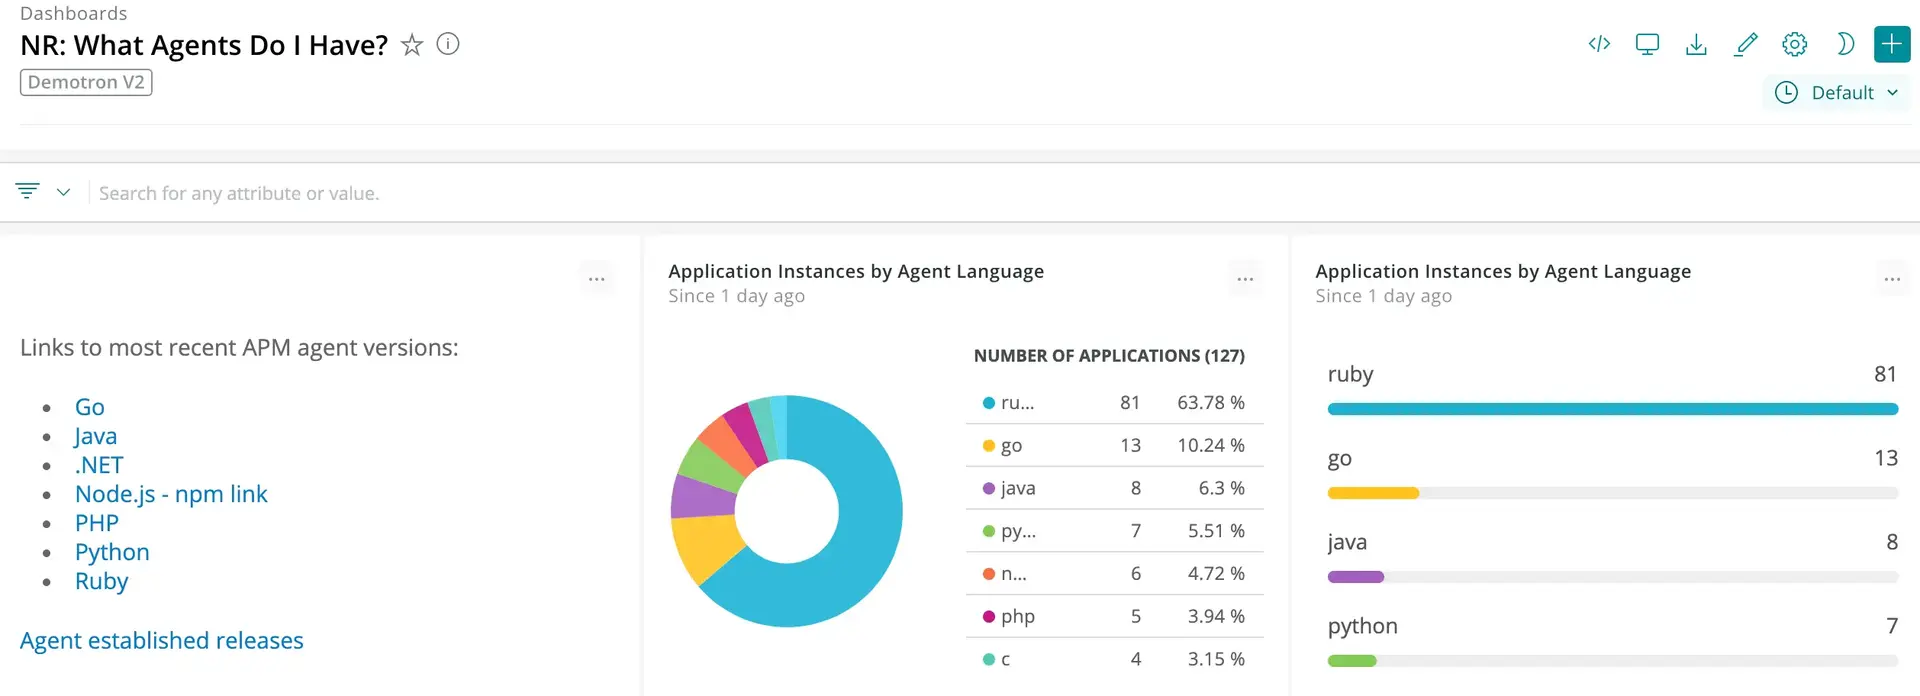 Dashboards
NR: What Agents Do I Have?
Demotron V2
Default
Search for any attribute or value.
Links to most recent APM agent versions:
Go
Java
.NET
Node.js - npm link
PHP
Python
Ruby
Agent established releases
Application Instances by Agent Language
Since 1 day ago
NUMBER OF APPLICATIONS (127)
ru... 81 63.78 %
go 13 10.24 %
java 8 6.3 %
py... 7 5.51 %
n... 6 4.72 %
php 5 3.94 %
c 4 3.15 %
Application Instances by Agent Language
Since 1 day ago
ruby 81
go 13
java 8
python 7